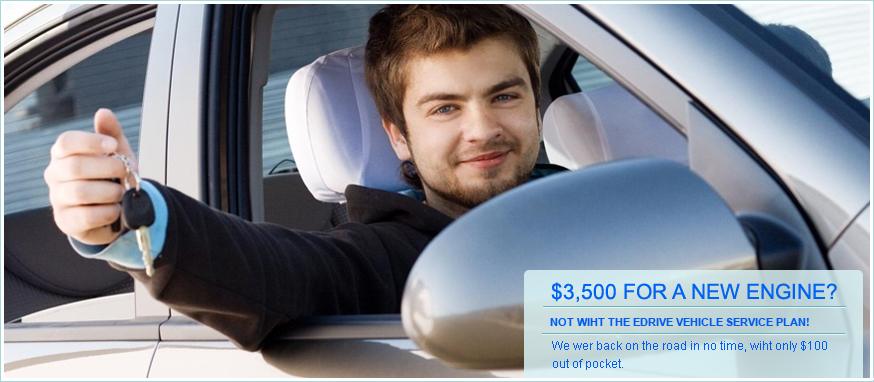 $3,500 FOR A NEW ENGINE?
NOT WIHT THE EDRIVE VEHICLE SERVICE PLAN!
We wer back on the road in no time, wiht only $100
out of pocket.